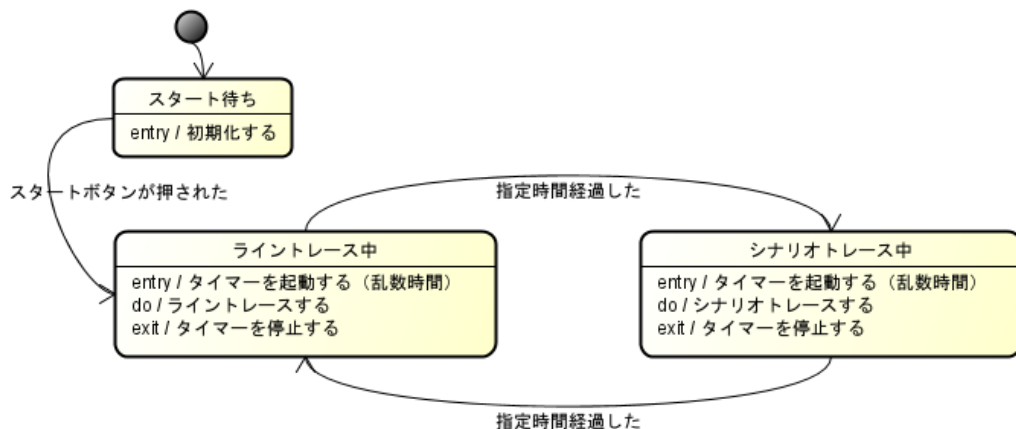 スタート待ち
entry / 初期化する
スタートボタンが押された
指定時間経過した
ライントレース中
entry / タイマーを起動する（乱数時間）
do / ライントレースする
exit / タイマーを停止する
シナリオトレース中
entry / タイマーを起動する（乱数時間）
do / シナリオトレースする
exit / タイマーを停止する
指定時間経過した